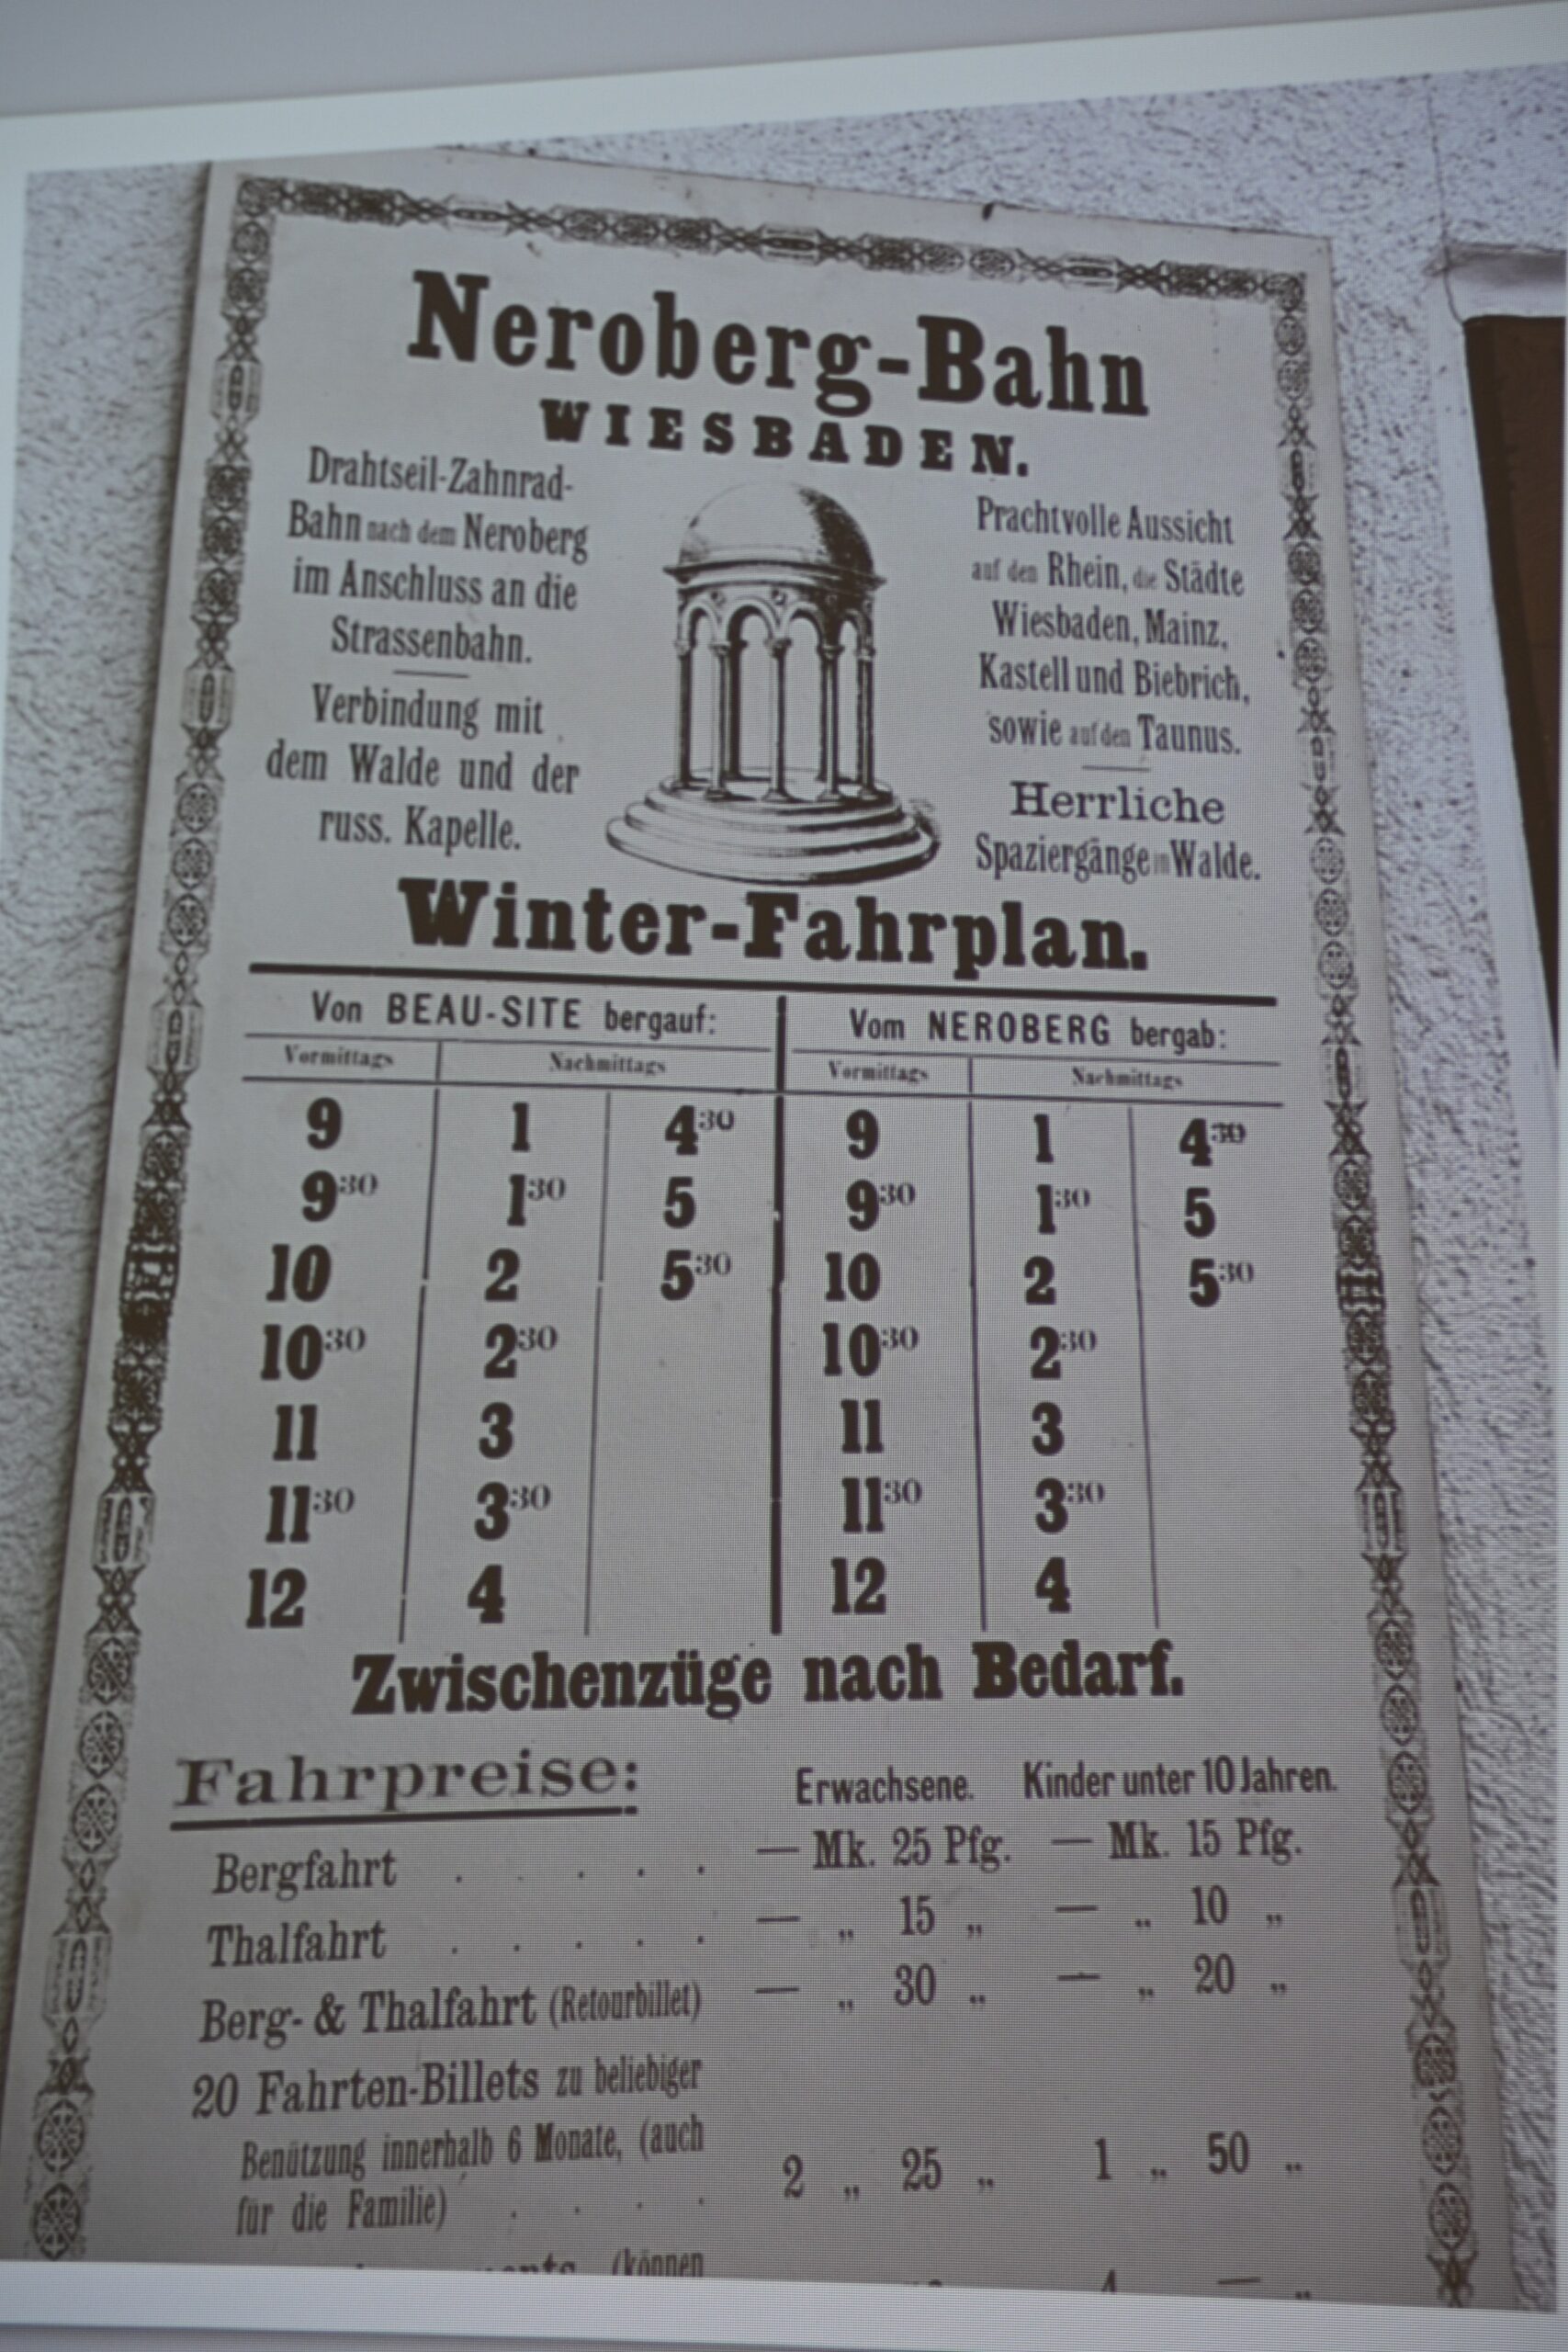 Neroberg-Bahn
WIESBADEN.
Drahtseil-Zahnrad-
Bahn nach dem Neroberg
im Anschluss an die
Strassenbahn.
Verbindung mit
dem Walde und der
russ. Kapelle.
Prachtvolle Aussicht
auf den Rhein, die Städte
Wiesbaden, Mainz,
Kastell und Biebrich,
sowie auf den Taunus.
Herrliche
Spaziergänge im Walde.
Winter-Fahrplan.
Von BEAU-SITE bergauf: Vom NEROBERG bergab:
Vormittags Nachmittags Vormittags Nachmittags
9 1 4 30 9 1 4 30
9 30 1 30 5 9 30 1 30 5
10 2 5 30 10 2 5 30
10 30 2 30 10 30 2 30
11 3 11 3
11 30 3 30 11 30 3 30
12 4 12 4
Zwischenzüge nach Bedarf.
Fahrpreise: Erwachsene. Kinder unter 10 Jahren.
Bergfahrt . . . . . — Mk. 25 Pfg. — Mk. 15 Pfg.
Thalfahrt . . . . . — „ 15 „ — „ 10 „
Berg- & Thalfahrt (Retourbillet) — „ 30 „ — „ 20 „
20 Fahrten-Billets zu beliebiger
Benützung innerhalb 6 Monate, (auch
für die Familie) . . . . 2 „ 25 „ 1 „ 50 „
(können 4 — „